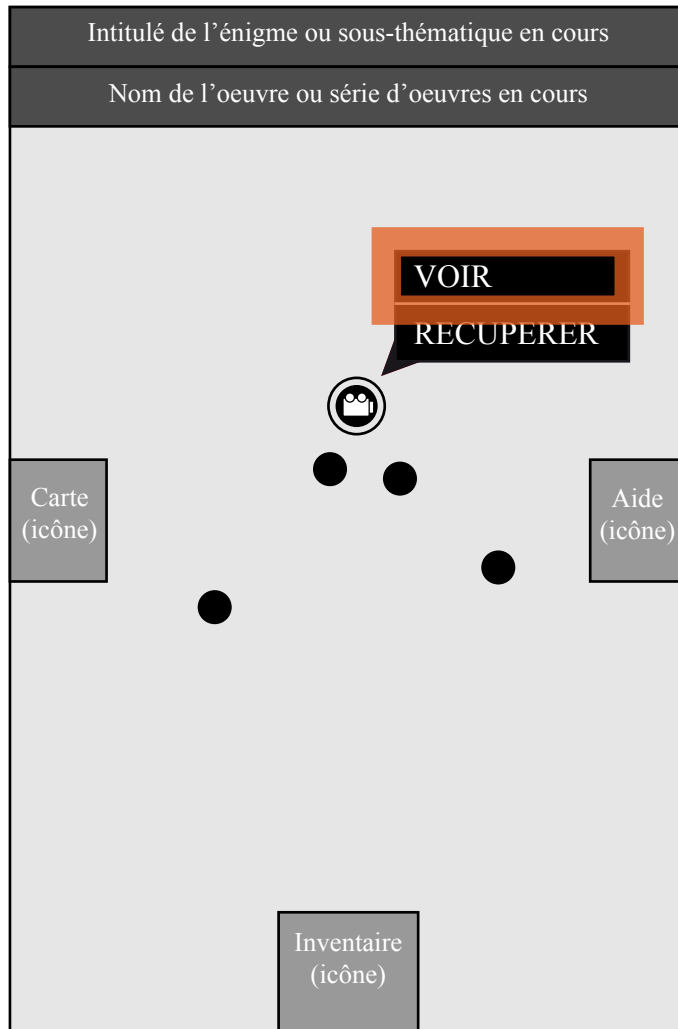 Intitulé de l’énigme ou sous-thématique en cours
Nom de l’oeuvre ou série d’oeuvres en cours
VOIR
RECUPERER
Carte
(icône)
Aide
(icône)
Inventaire
(icône)